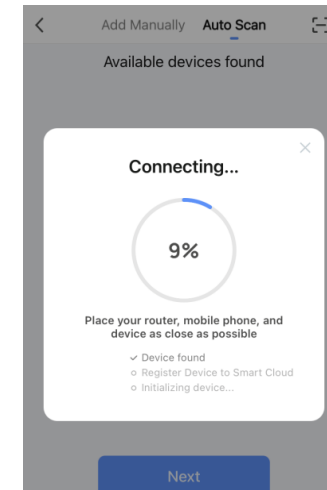 Add Manually Auto Scan
Available devices found
Connecting...
9%
Place your router, mobile phone, and
device as close as possible
Device found
Register Device to Smart Cloud
Initializing device...
Next